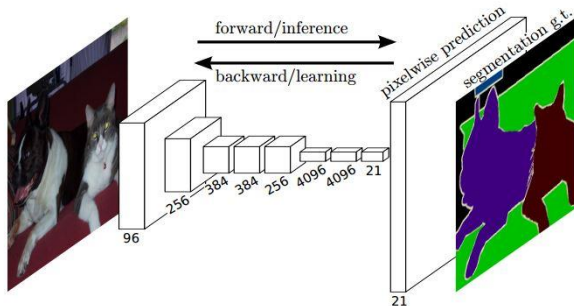 forward/inference
backward/learning
pixelwise prediction
segmentation g.t.
96
256
384
384
256
4096
4096
21
21